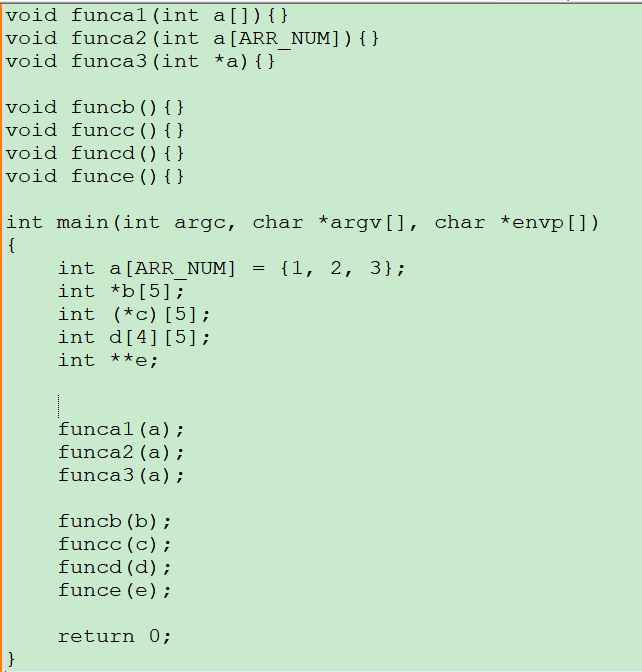 void funca1(int a[]){}
void funca2(int a[ARR_NUM]){}
void funca3(int *a){}
void funcb(){}
void funcc(){}
void funcd(){}
void funce(){}
int main(int argc, char *argv[], char *envp[])
{
    int a[ARR_NUM] = {1, 2, 3};
    int *b[5];
    int (*c)[5];
    int d[4][5];
    int **e;
    funca1(a);
    funca2(a);
    funca3(a);
    funcb(b);
    funcc(c);
    funcd(d);
    funce(e);
    return 0;
}